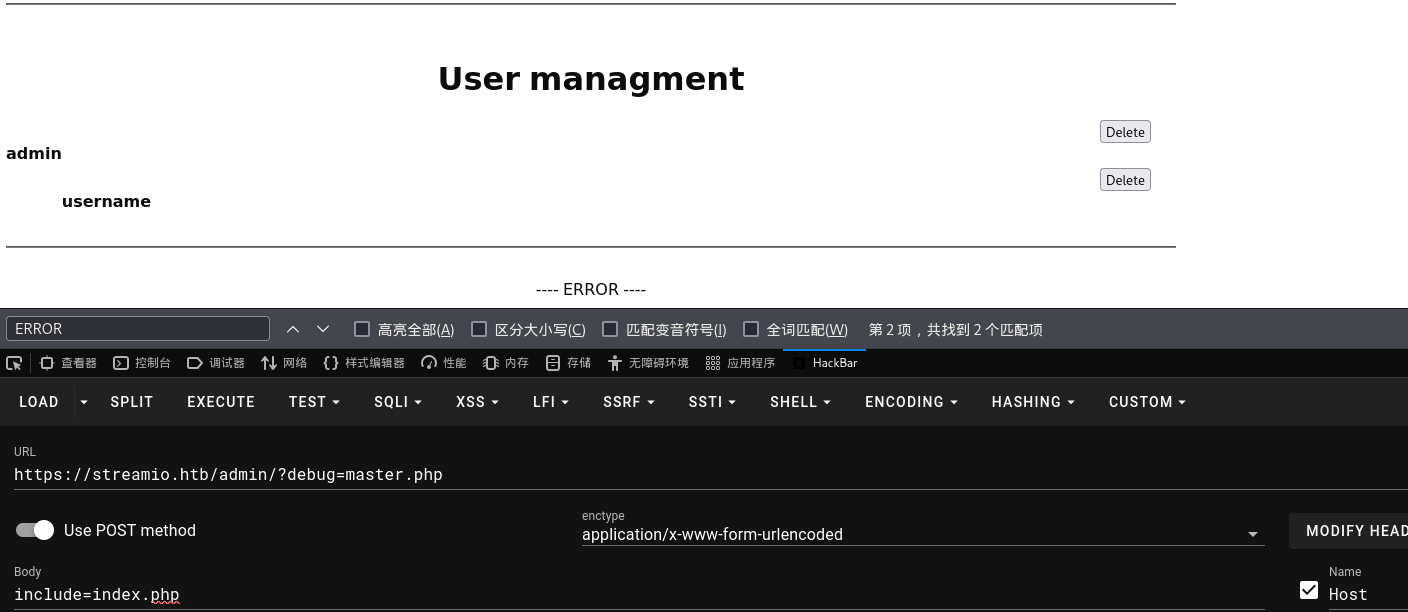 User managment
Delete
admin
Delete
username
---- ERROR ----
ERROR
高亮全部(A)
区分大小写(C)
匹配变音符号(I)
全词匹配(W)
第 2 项，共找到 2 个匹配项
查看器
控制台
调试器
网络
样式编辑器
性能
内存
存储
无障碍环境
应用程序
HackBar
LOAD
SPLIT
EXECUTE
TEST
SQLI
XSS
LFI
SSRF
SSTI
SHELL
ENCODING
HASHING
CUSTOM
URL
https://streamio.htb/admin/?debug=master.php
Use POST method
enctype
application/x-www-form-urlencoded
MODIFY HEAD
Body
include=index.php
Name
Host